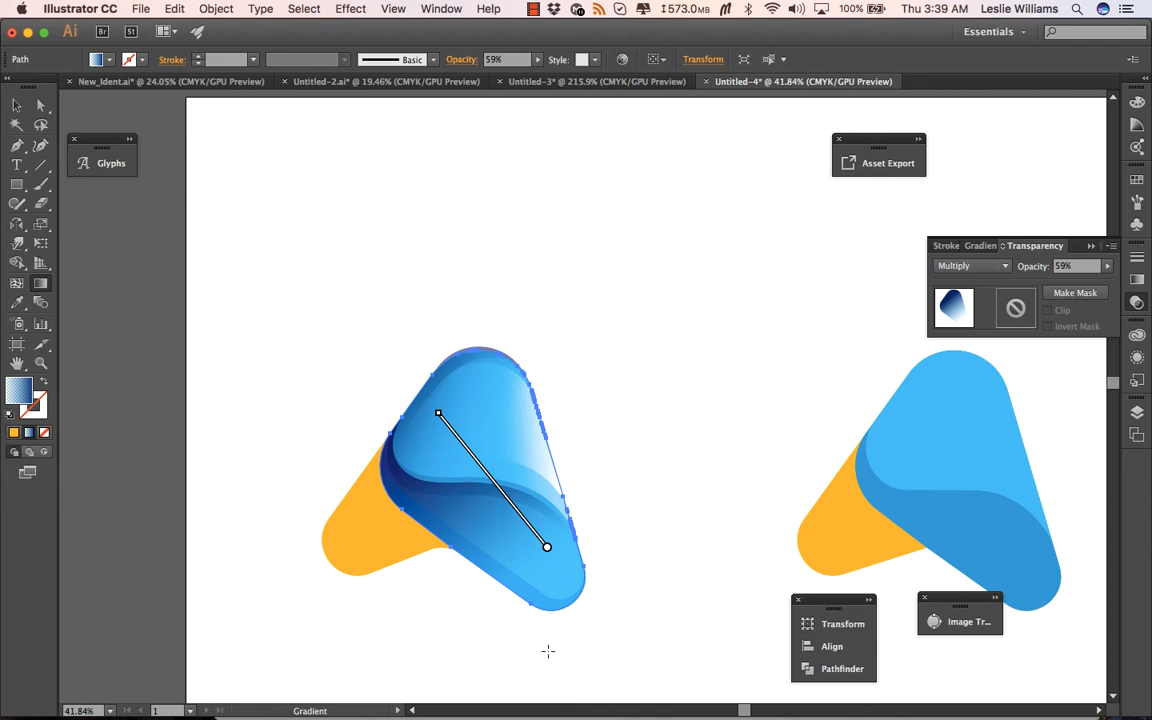 Illustrator CC File Edit Object Type Select Effect View Window Help 573.0M 100% Thu 3:39 AM Leslie Williams
Ai Br St Essentials
Path Stroke: Basic Opacity: 59% Style: Transform
× New_Ident.ai* @ 24.05% (CMYK/GPU Preview) × Untitled-2.ai* @ 19.46% (CMYK/GPU Preview) × Untitled-3* @ 215.9% (CMYK/GPU Preview) × Untitled-4* @ 41.84% (CMYK/GPU Preview)
A Glyphs
Asset Export
Stroke Gradien Transparency
Multiply Opacity: 59%
Make Mask
Clip
Invert Mask
Transform
Align
Pathfinder
Image Tr...
41.84% 1 Gradient